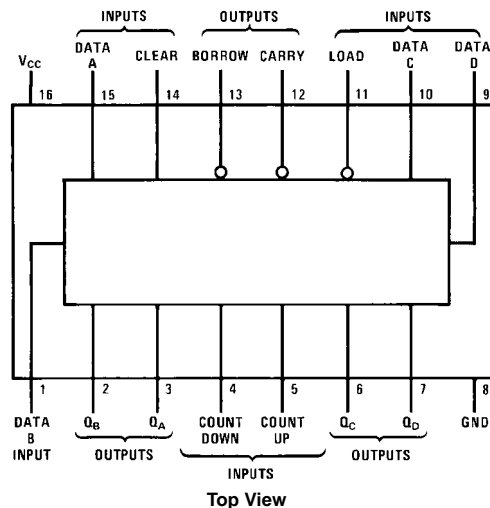 INPUTS OUTPUTS INPUTS
DATA DATA DATA
VCC A CLEAR BORROW CARRY LOAD C D
16 15 14 13 12 11 10 9
1 2 3 4 5 6 7 8
DATA QB QA COUNT COUNT QC QD GND
B DOWN UP
INPUT OUTPUTS OUTPUTS
INPUTS
Top View